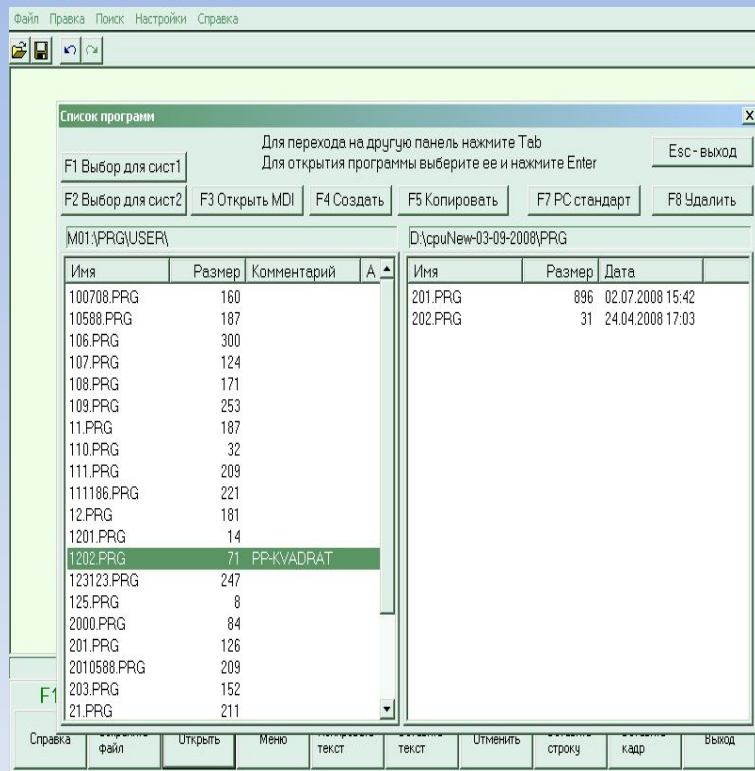 Файл Правка Поиск Настройки Справка
Список программ
Для перехода на другую панель нажмите Tab
Для открытия программы выберите ее и нажмите Enter
Esc - выход
F1 Выбор для сист1
F2 Выбор для сист2 F3 Открыть MDI F4 Создать F5 Копировать F7 PC стандарт F8 Удалить
M01:\PRG\USER\
Имя Размер Комментарий А
100708.PRG 160
10588.PRG 187
106.PRG 300
107.PRG 124
108.PRG 171
109.PRG 253
11.PRG 187
110.PRG 32
111.PRG 209
111186.PRG 221
12.PRG 181
1201.PRG 14
1202.PRG 71 PP-KVADRAT
123123.PRG 247
125.PRG 8
2000.PRG 84
201.PRG 126
2010588.PRG 209
203.PRG 152
21.PRG 211
D:\cpuNew-03-09-2008\PRG
Имя Размер Дата
201.PRG 896 02.07.2008 15:42
202.PRG 31 24.04.2008 17:03
F1
Справка файл Открыть Меню текст текст Отменить строку кадр Выход